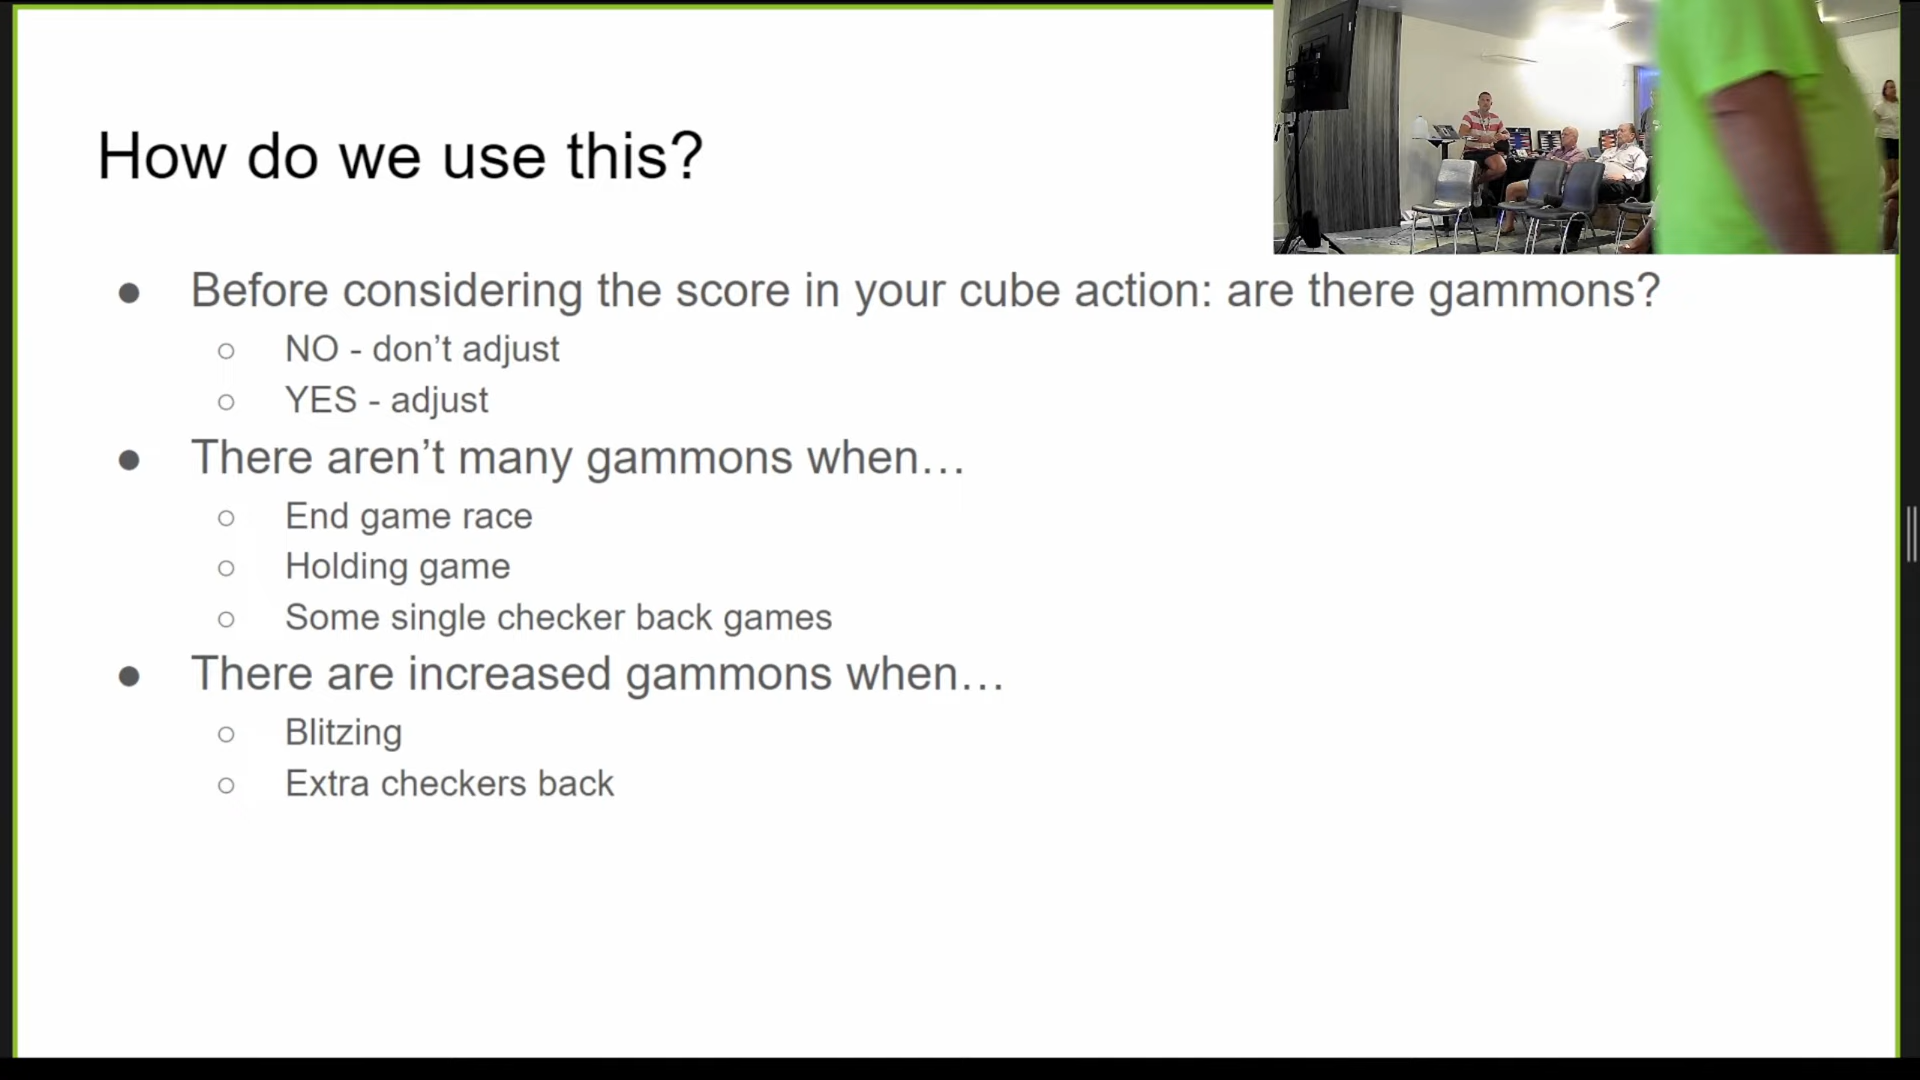 How do we use this?
● Before considering the score in your cube action: are there gammons?
○ NO - don’t adjust
○ YES - adjust
● There aren’t many gammons when…
○ End game race
○ Holding game
○ Some single checker back games
● There are increased gammons when…
○ Blitzing
○ Extra checkers back